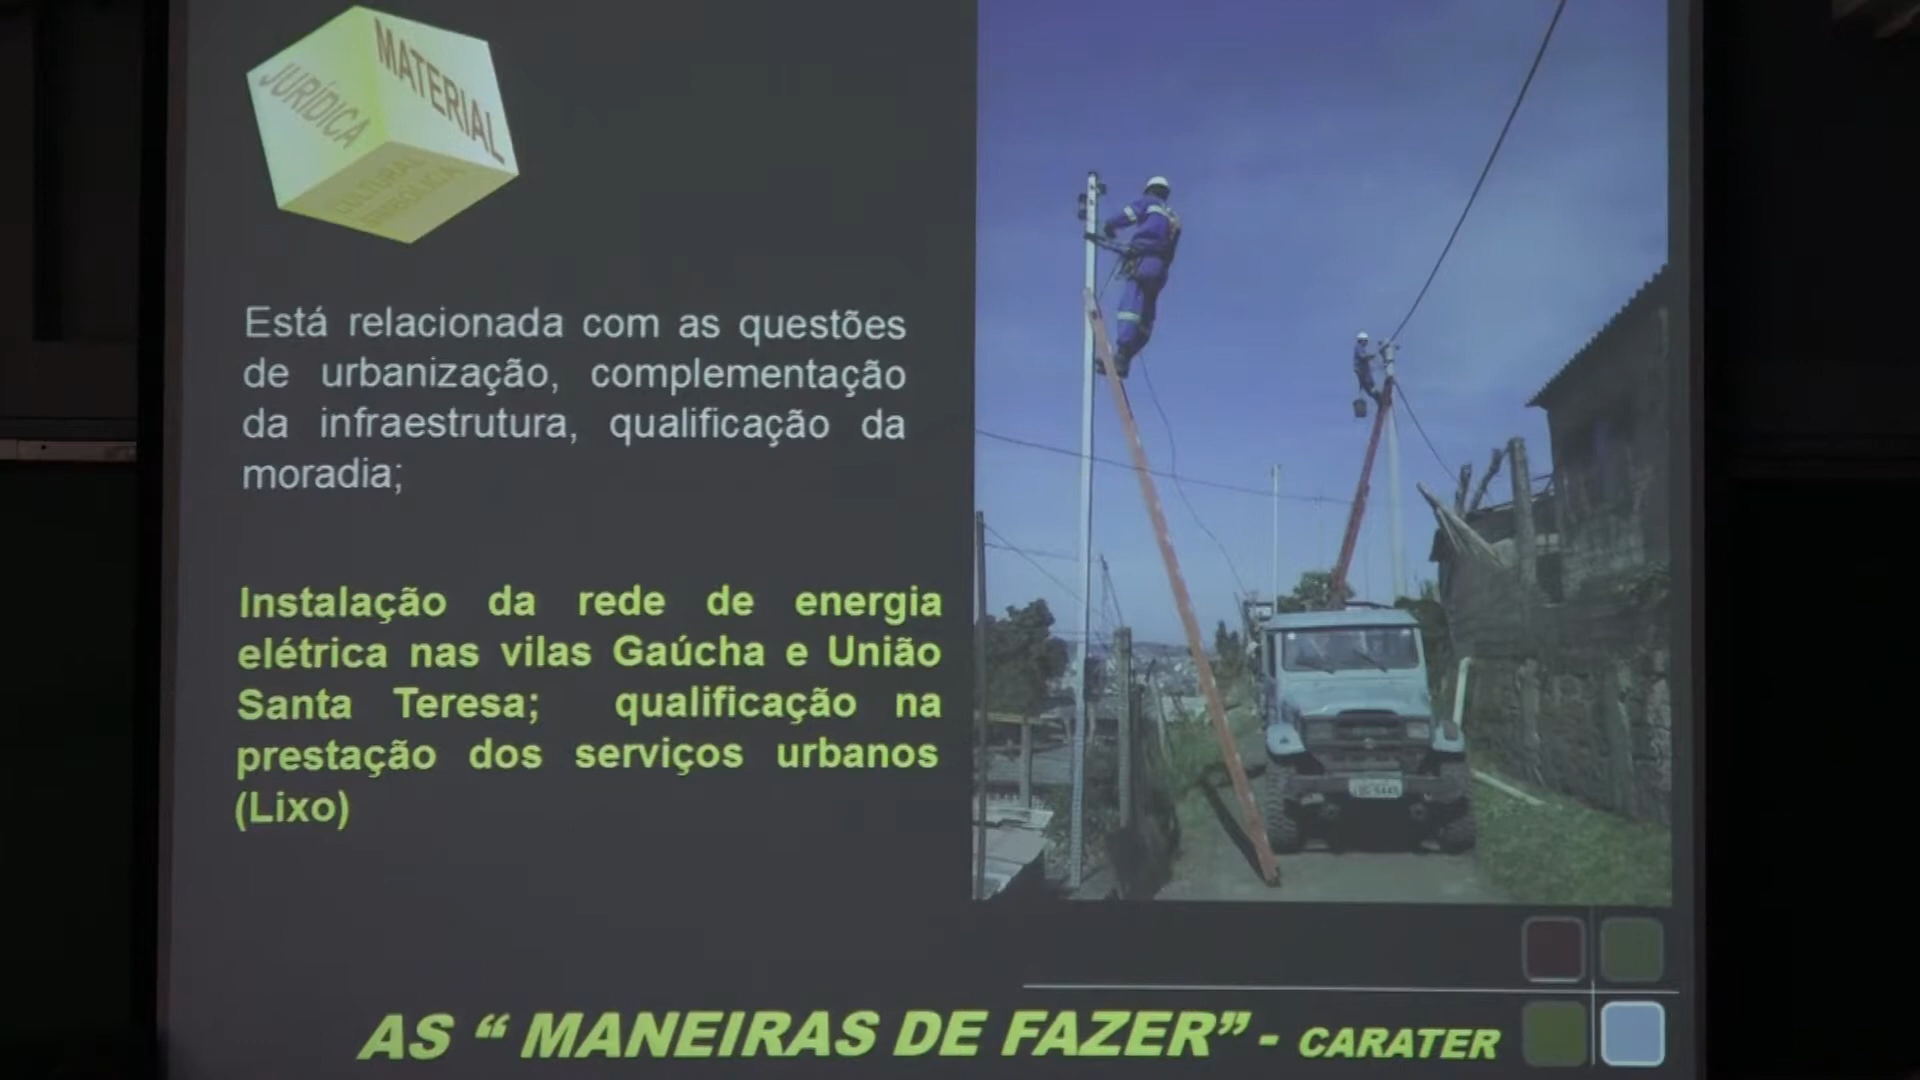 MATERIAL
JURÍDICA
CULTURAL
SIMBÓLICA
Está relacionada com as questões
de urbanização, complementação
da infraestrutura, qualificação da
moradia;
Instalação da rede de energia
elétrica nas vilas Gaúcha e União
Santa Teresa; qualificação na
prestação dos serviços urbanos
(Lixo)
AS “ MANEIRAS DE FAZER” - CARATER